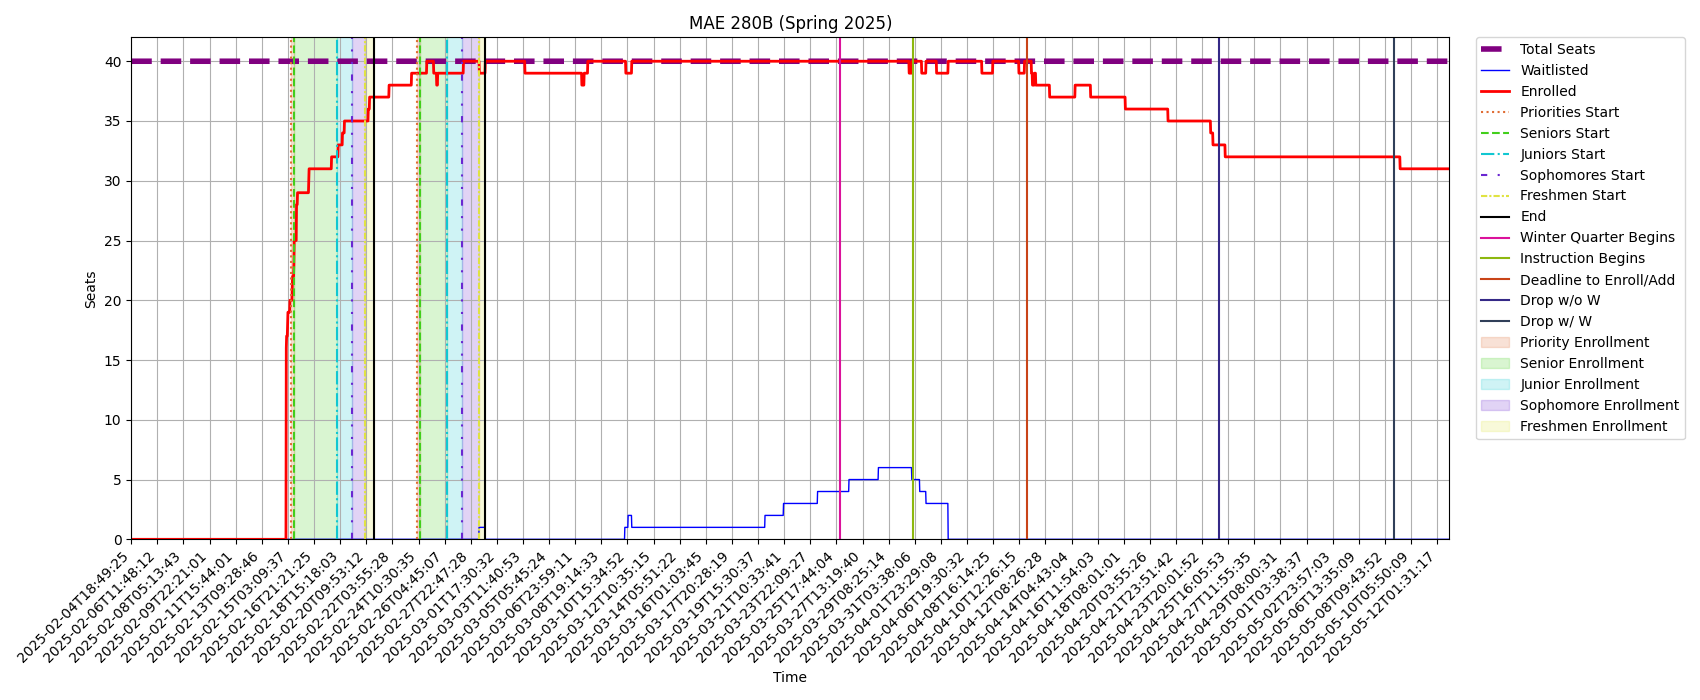 MAE 280B (Spring 2025)
Seats
40
35
30
25
20
15
10
5
0
2025-02-04T18:49:25
2025-02-06T11:48:12
2025-02-08T05:13:43
2025-02-09T22:21:01
2025-02-11T15:44:01
2025-02-13T09:28:46
2025-02-15T03:09:37
2025-02-16T21:21:25
2025-02-18T15:18:03
2025-02-20T09:53:12
2025-02-22T03:55:28
2025-02-24T10:30:35
2025-02-26T04:45:07
2025-02-27T22:47:28
2025-03-01T17:30:32
2025-03-03T11:40:53
2025-03-05T05:45:24
2025-03-06T23:59:11
2025-03-08T19:14:33
2025-03-10T15:34:52
2025-03-12T10:35:15
2025-03-14T05:51:22
2025-03-16T01:03:45
2025-03-17T20:28:19
2025-03-19T15:30:37
2025-03-21T10:33:41
2025-03-23T22:09:27
2025-03-25T17:44:04
2025-03-27T13:19:40
2025-03-29T08:25:14
2025-03-31T03:38:06
2025-04-01T23:29:08
2025-04-06T19:30:32
2025-04-08T16:14:25
2025-04-10T12:26:15
2025-04-12T08:26:28
2025-04-14T04:43:04
2025-04-16T11:54:03
2025-04-18T08:01:01
2025-04-20T03:55:26
2025-04-21T23:51:42
2025-04-23T20:01:52
2025-04-25T16:05:53
2025-04-27T11:55:35
2025-04-29T08:00:31
2025-05-01T03:38:37
2025-05-02T23:57:03
2025-05-06T13:35:09
2025-05-08T09:43:52
2025-05-10T05:50:09
2025-05-12T01:31:17
Time
Total Seats
Waitlisted
Enrolled
Priorities Start
Seniors Start
Juniors Start
Sophomores Start
Freshmen Start
End
Winter Quarter Begins
Instruction Begins
Deadline to Enroll/Add
Drop w/o W
Drop w/ W
Priority Enrollment
Senior Enrollment
Junior Enrollment
Sophomore Enrollment
Freshmen Enrollment